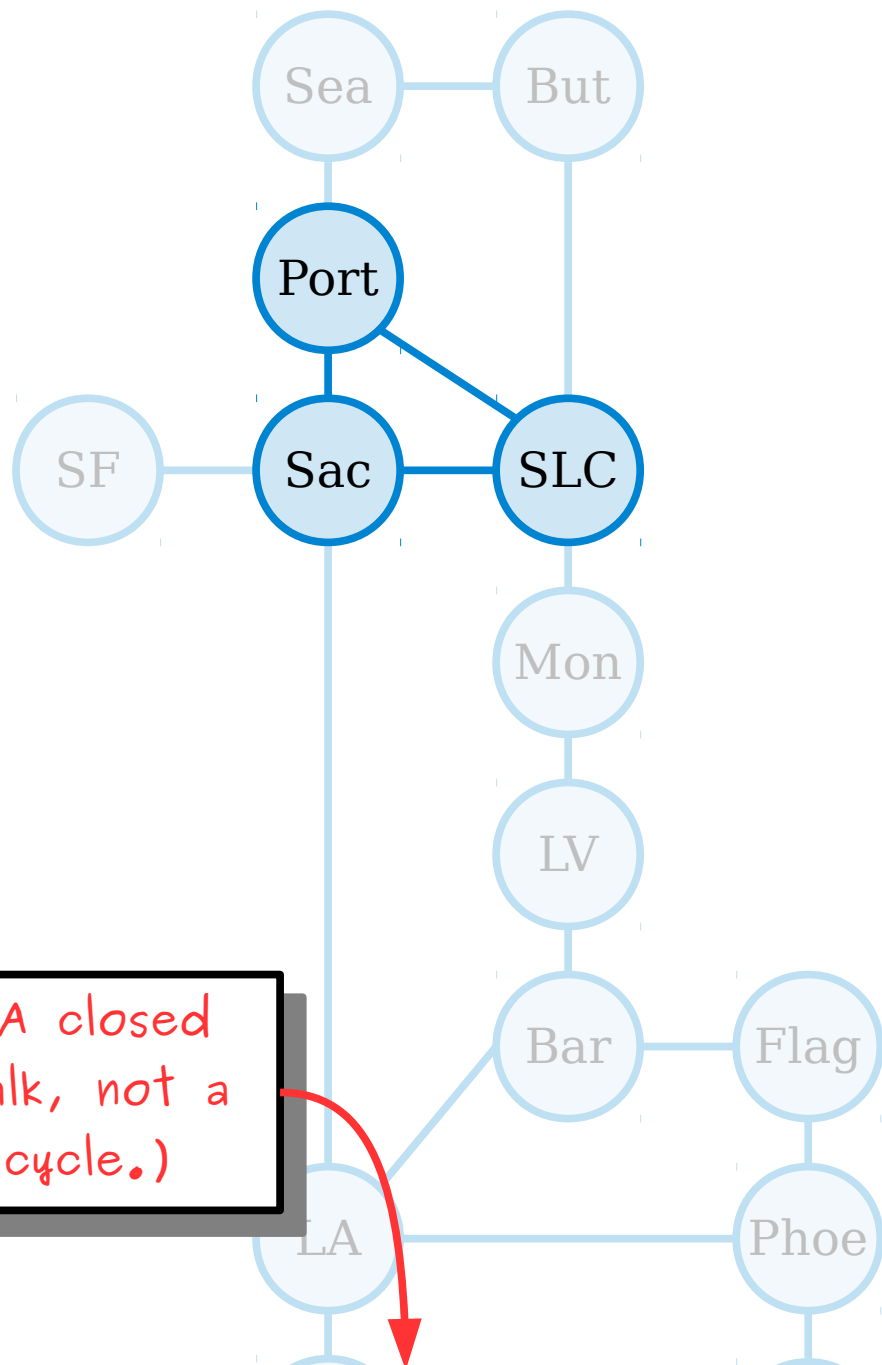 Sea But
Port
SF Sac SLC
Mon
LV
Bar Flag
A closed
lk, not a
cycle.)
LA Phoe